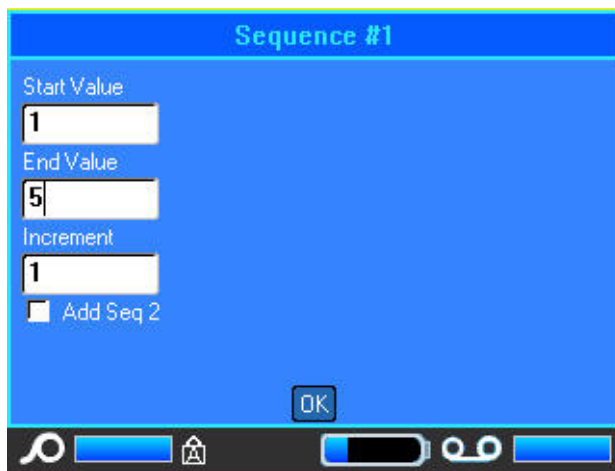 Sequence #1
Start Value
1
End Value
5
Increment
1
Add Seq 2
OK
A